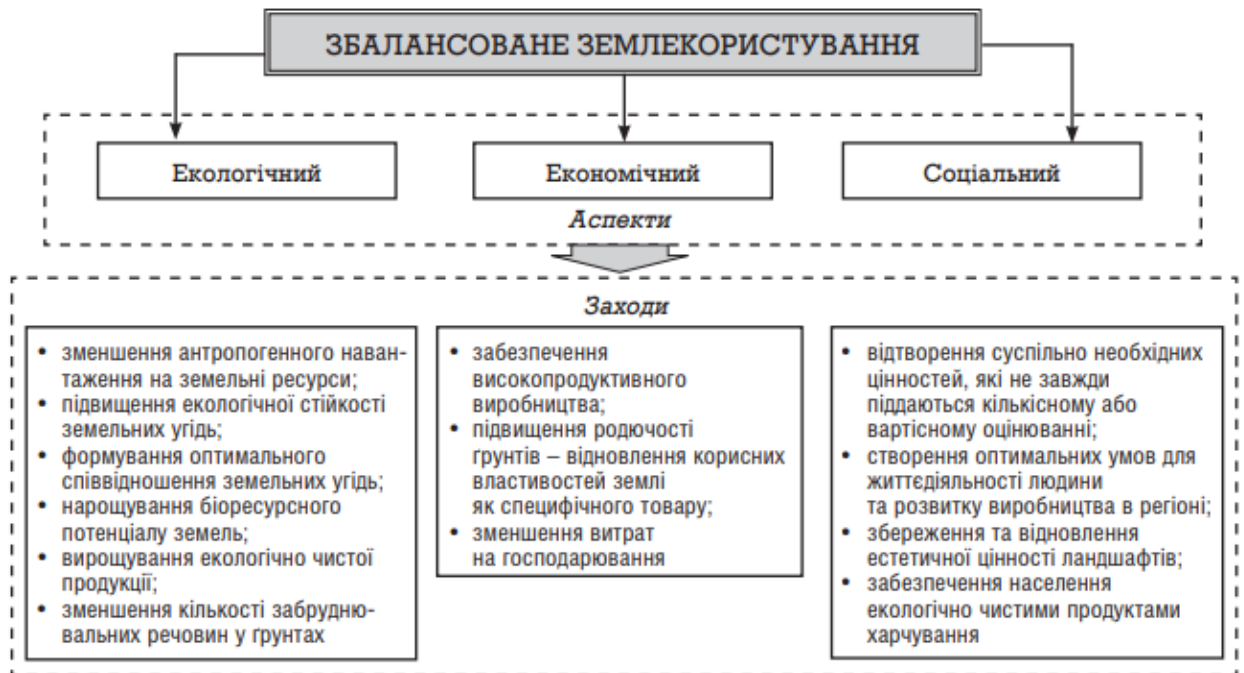 ЗБАЛАНСОВАНЕ ЗЕМЛЕКОРИСТУВАННЯ
Екологічний
Економічний
Соціальний
Аспекти
Заходи
• зменшення антропогенного наван-
таження на земельні ресурси;
• підвищення екологічної стійкості
земельних угідь;
• формування оптимального
співвідношення земельних угідь;
• нарощування біоресурсного
потенціалу земель;
• вирощування екологічно чистої
продукції;
• зменшення кількості забрудню-
вальних речовин у ґрунтах
• забезпечення
високопродуктивного
виробництва;
• підвищення родючості
ґрунтів – відновлення корисних
властивостей землі
як специфічного товару;
• зменшення витрат
на господарювання
• відтворення суспільно необхідних
цінностей, які не завжди
піддаються кількісному або
вартісному оцінюванні;
• створення оптимальних умов для
життєдіяльності людини
та розвитку виробництва в регіоні;
• збереження та відновлення
естетичної цінності ландшафтів;
• забезпечення населення
екологічно чистими продуктами
харчування